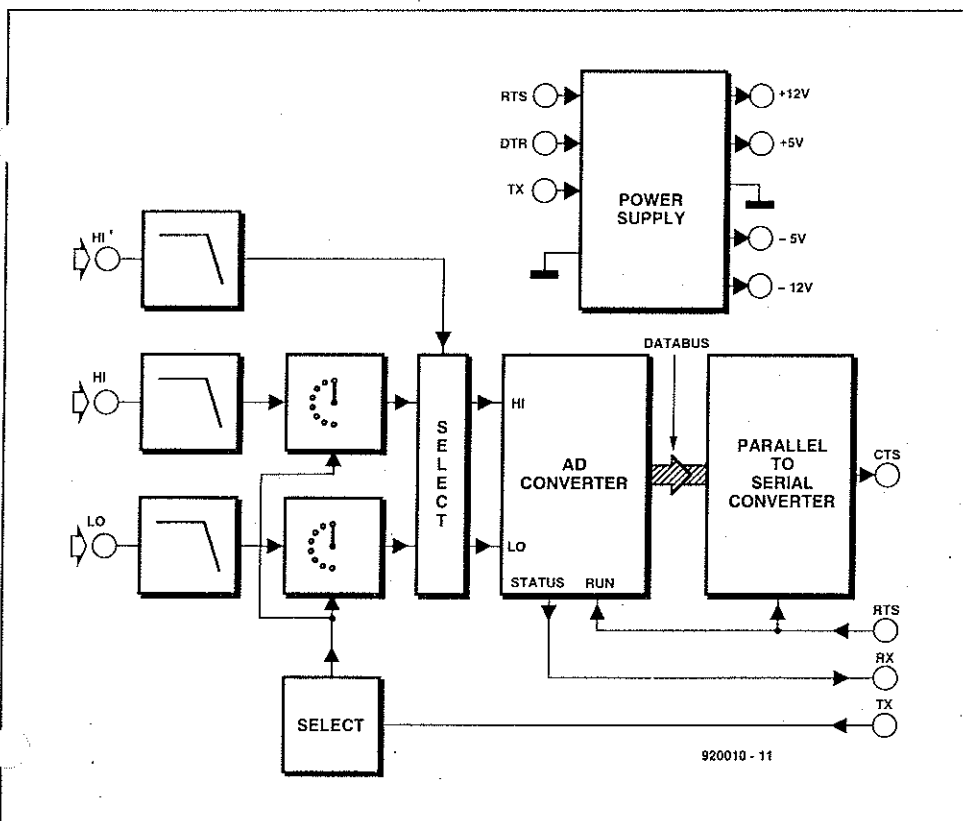 RTS
DTR
TX
POWER
SUPPLY
+12V
+5V
- 5V
- 12V
HI'
HI
LO
SELECT
HI
LO
AD
CONVERTER
STATUS RUN
DATABUS
PARALLEL
TO
SERIAL
CONVERTER
CTS
RTS
RX
TX
SELECT
920010 - 11